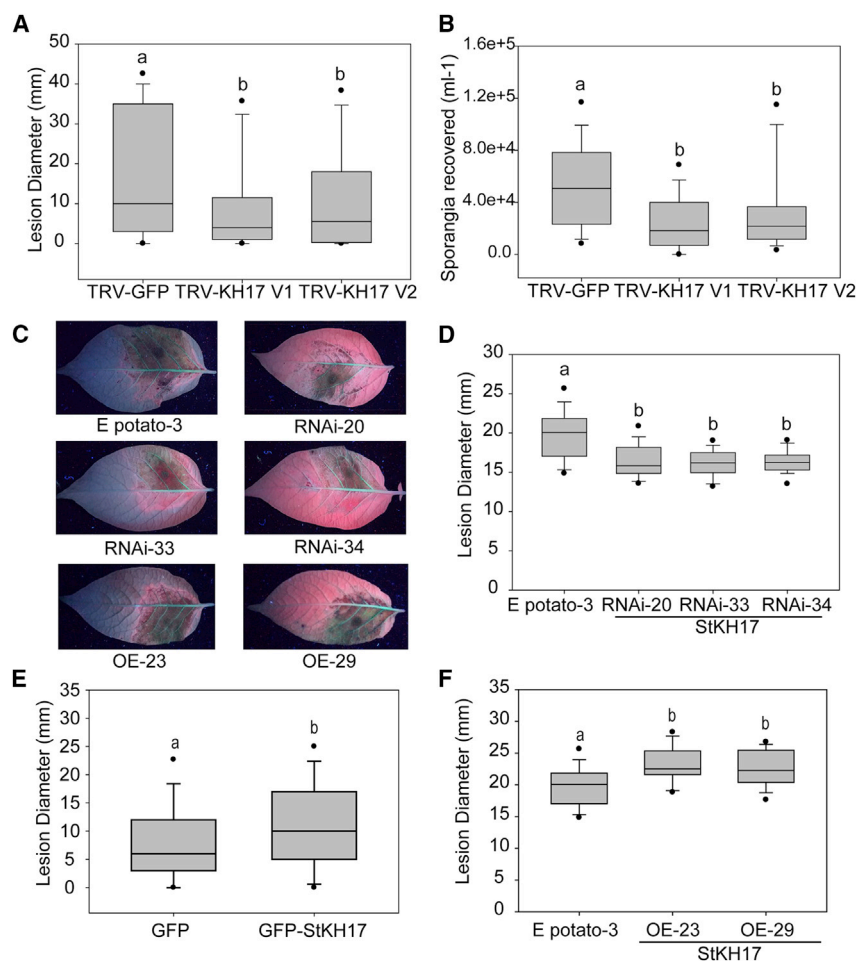 A
Lesion Diameter (mm)
50
40
30
20
10
0
a
b
b
TRV-GFP TRV-KH17 V1 TRV-KH17 V2
B
Sporangia recovered (ml-1)
1.6e+5
1.2e+5
8.0e+4
4.0e+4
0.0
a
b
b
TRV-GFP TRV-KH17 V1 TRV-KH17 V2
C
E potato-3
RNAi-20
RNAi-33
RNAi-34
OE-23
OE-29
D
Lesion Diameter (mm)
30
25
20
15
10
5
0
a
b
b
b
E potato-3 RNAi-20 RNAi-33 RNAi-34
StKH17
E
Lesion Diameter (mm)
35
30
25
20
15
10
5
0
a
b
GFP GFP-StKH17
F
Lesion Diameter (mm)
35
30
25
20
15
10
5
0
a
b
b
E potato-3 OE-23 OE-29
StKH17